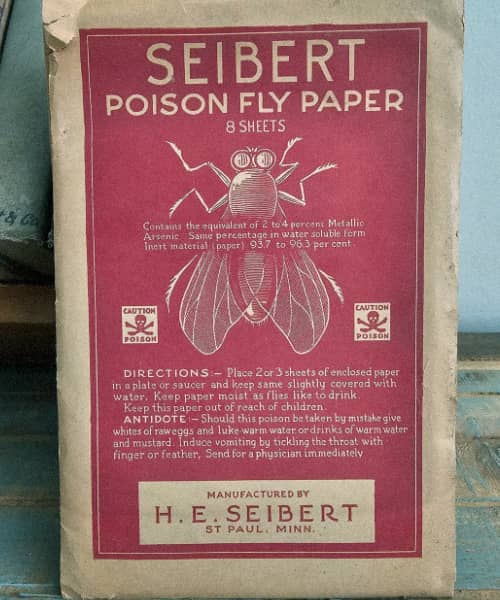 SEIBERT
POISON FLY PAPER
8 SHEETS
Contains the equivalent of 2 to 4 percent Metallic
Arsenic. Same percentage in water soluble form
Inert material (paper) 93.7 to 96.3 per cent.
CAUTION
POISON
CAUTION
POISON
DIRECTIONS:— Place 2 or 3 sheets of enclosed paper
in a plate or saucer and keep same slightly covered with
water. Keep paper moist as flies like to drink.
Keep this paper out of reach of children.
ANTIDOTE — Should this poison be taken by mistake give
whites of raw eggs and luke warm water or drinks of warm water
and mustard. Induce vomiting by tickling the throat with
finger or feather, Send for a physician immediately
MANUFACTURED BY
H. E. SEIBERT
ST PAUL, MINN.
& Co